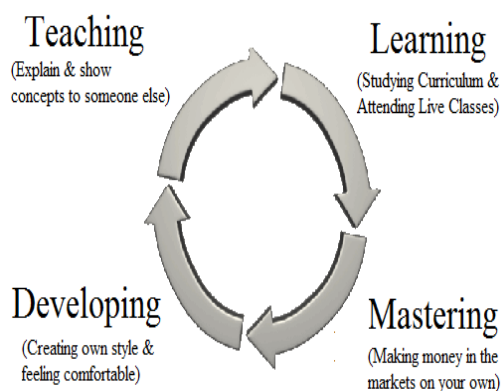 Teaching
(Explain & show
concepts to someone else)
Learning
(Studying Curriculum &
Attending Live Classes)
Developing
(Creating own style &
feeling comfortable)
Mastering
(Making money in the
markets on your own)